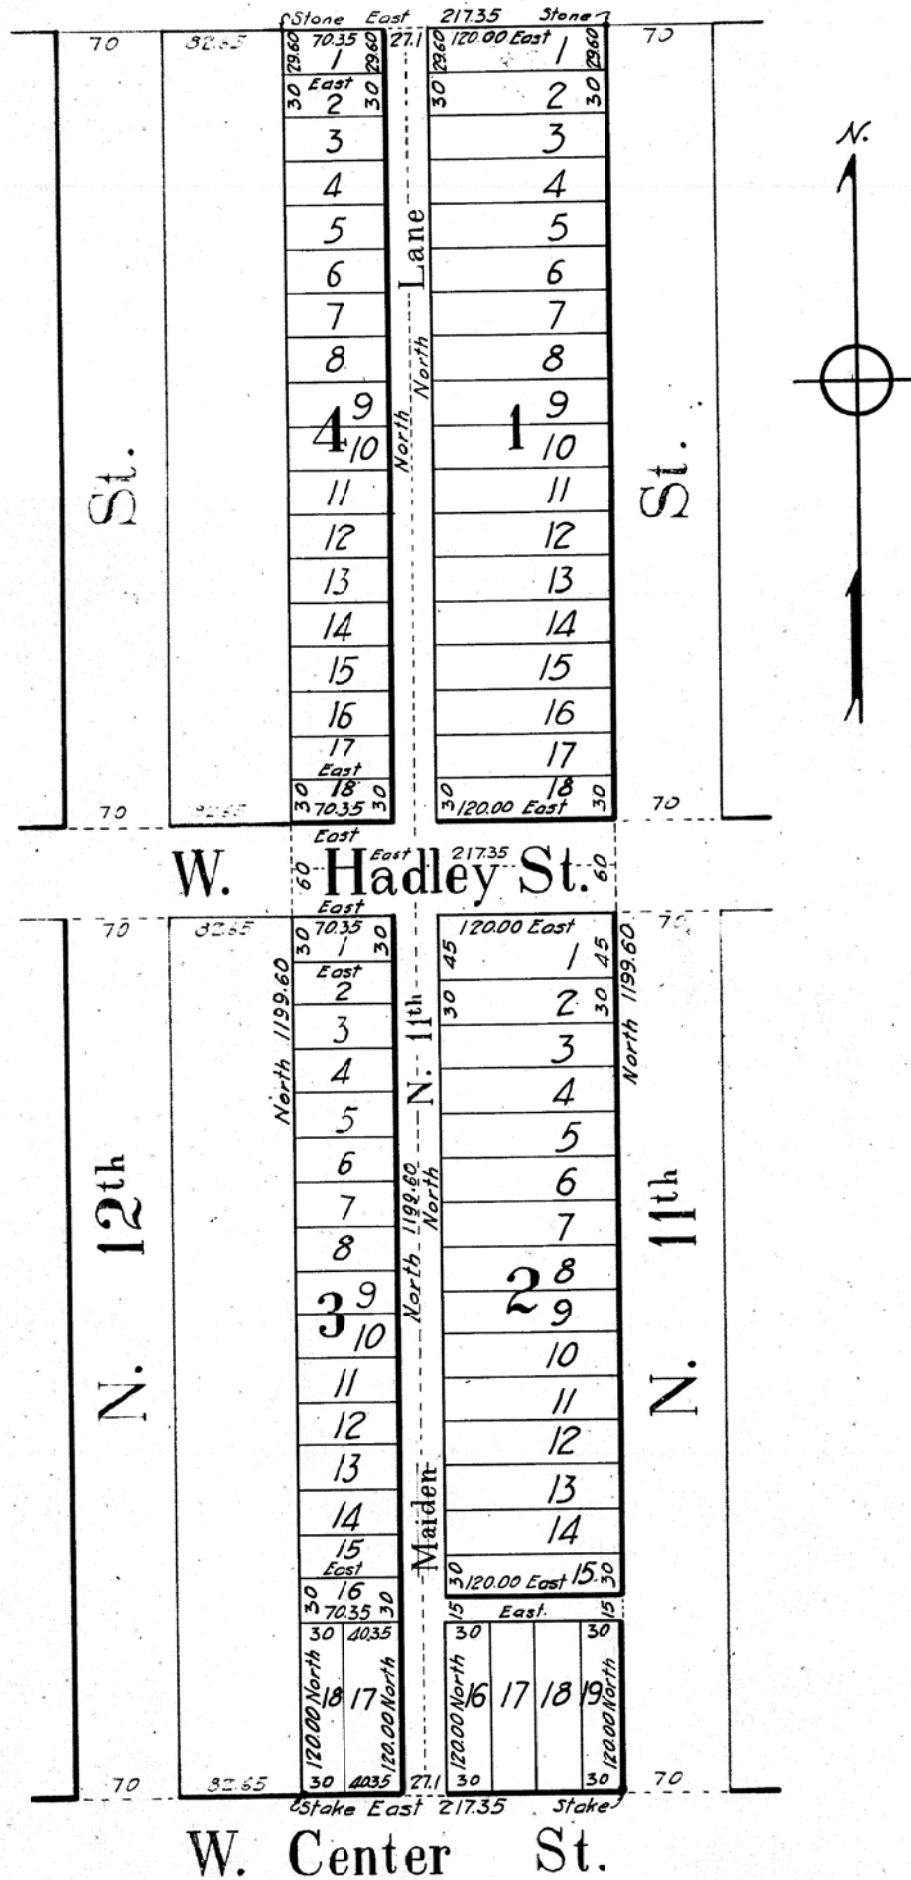 Stone East 217.35 Stone
70 82.65 70.35 27.1 120.00 East 70
29.60 1 29.60 29.60 1 29.60
East
30 2 30 30 2 30
3 3
4 4
5 5
6 6
7 7
8 8
9 9
4 1
10 10
11 11
12 12
13 13
14 14
15 15
16 16
17 17
East
30 18 30 30 18 30
70 82.65 70.35 120.00 East 70
North North Lane
St. St.
N.
East
W. Hadley St.
60 East 217.35 60
East
70 82.65 70.35 120.00 East 70
30 1 30 45 1 45
East
2 30 2 30
3 3
4 4
5 5
6 6
7 7
8 8
9 9
3 2
10 10
11 11
12 12
13 13
14 14
15
East
30 16 30 30 120.00 East 15 30
70.35
15 East. 15
30 40.35 30 30
120.00 North 18 17 120.00 North 120.00 North 16 17 18 19 120.00 North
30 40.35 27.1 30 30
70 82.65 70
North 1199.60
North 1199.60
North
North 1199.60
Maiden
N. 11th
N. 12th
N. 11th
Stake East 217.35 Stake
W. Center St.